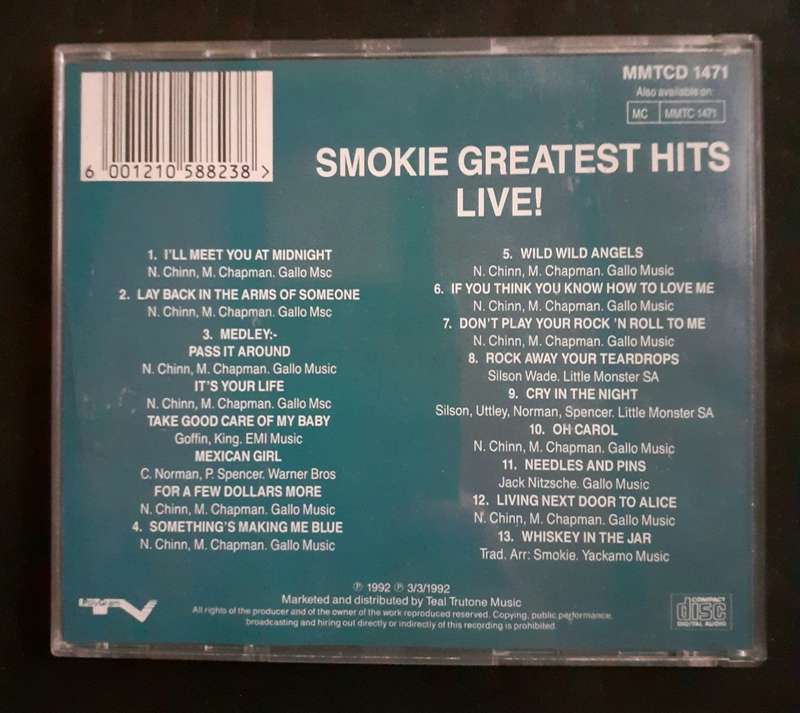 MMTCD 1471
Also available on:
MC MMTC 1471
6 001210 588238 >
SMOKIE GREATEST HITS
LIVE!
1. I'LL MEET YOU AT MIDNIGHT
N. Chinn, M. Chapman. Gallo Msc
2. LAY BACK IN THE ARMS OF SOMEONE
N. Chinn, M. Chapman. Gallo Msc
3. MEDLEY:-
PASS IT AROUND
N. Chinn, M. Chapman. Gallo Music
IT'S YOUR LIFE
N. Chinn, M. Chapman. Gallo Msc
TAKE GOOD CARE OF MY BABY
Goffin, King. EMI Music
MEXICAN GIRL
C. Norman, P. Spencer. Warner Bros
FOR A FEW DOLLARS MORE
N. Chinn, M. Chapman. Gallo Music
4. SOMETHING'S MAKING ME BLUE
N. Chinn, M. Chapman. Gallo Music
5. WILD WILD ANGELS
N. Chinn, M. Chapman. Gallo Music
6. IF YOU THINK YOU KNOW HOW TO LOVE ME
N. Chinn, M. Chapman. Gallo Music
7. DON'T PLAY YOUR ROCK 'N ROLL TO ME
N. Chinn, M. Chapman. Gallo Music
8. ROCK AWAY YOUR TEARDROPS
Silson Wade. Little Monster SA
9. CRY IN THE NIGHT
Silson, Uttley, Norman, Spencer. Little Monster SA
10. OH CAROL
N. Chinn, M. Chapman. Gallo Music
11. NEEDLES AND PINS
Jack Nitzsche. Gallo Music
12. LIVING NEXT DOOR TO ALICE
N. Chinn, M. Chapman. Gallo Music
13. WHISKEY IN THE JAR
Trad. Arr: Smokie. Yackamo Music
℗ 1992 ℗ 3/3/1992
Marketed and distributed by Teal Trutone Music
All rights of the producer and of the owner of the work reproduced reserved. Copying, public performance,
broadcasting and hiring out directly or indirectly of this recording is prohibited.
TV
COMPACT
disc
DIGITAL AUDIO